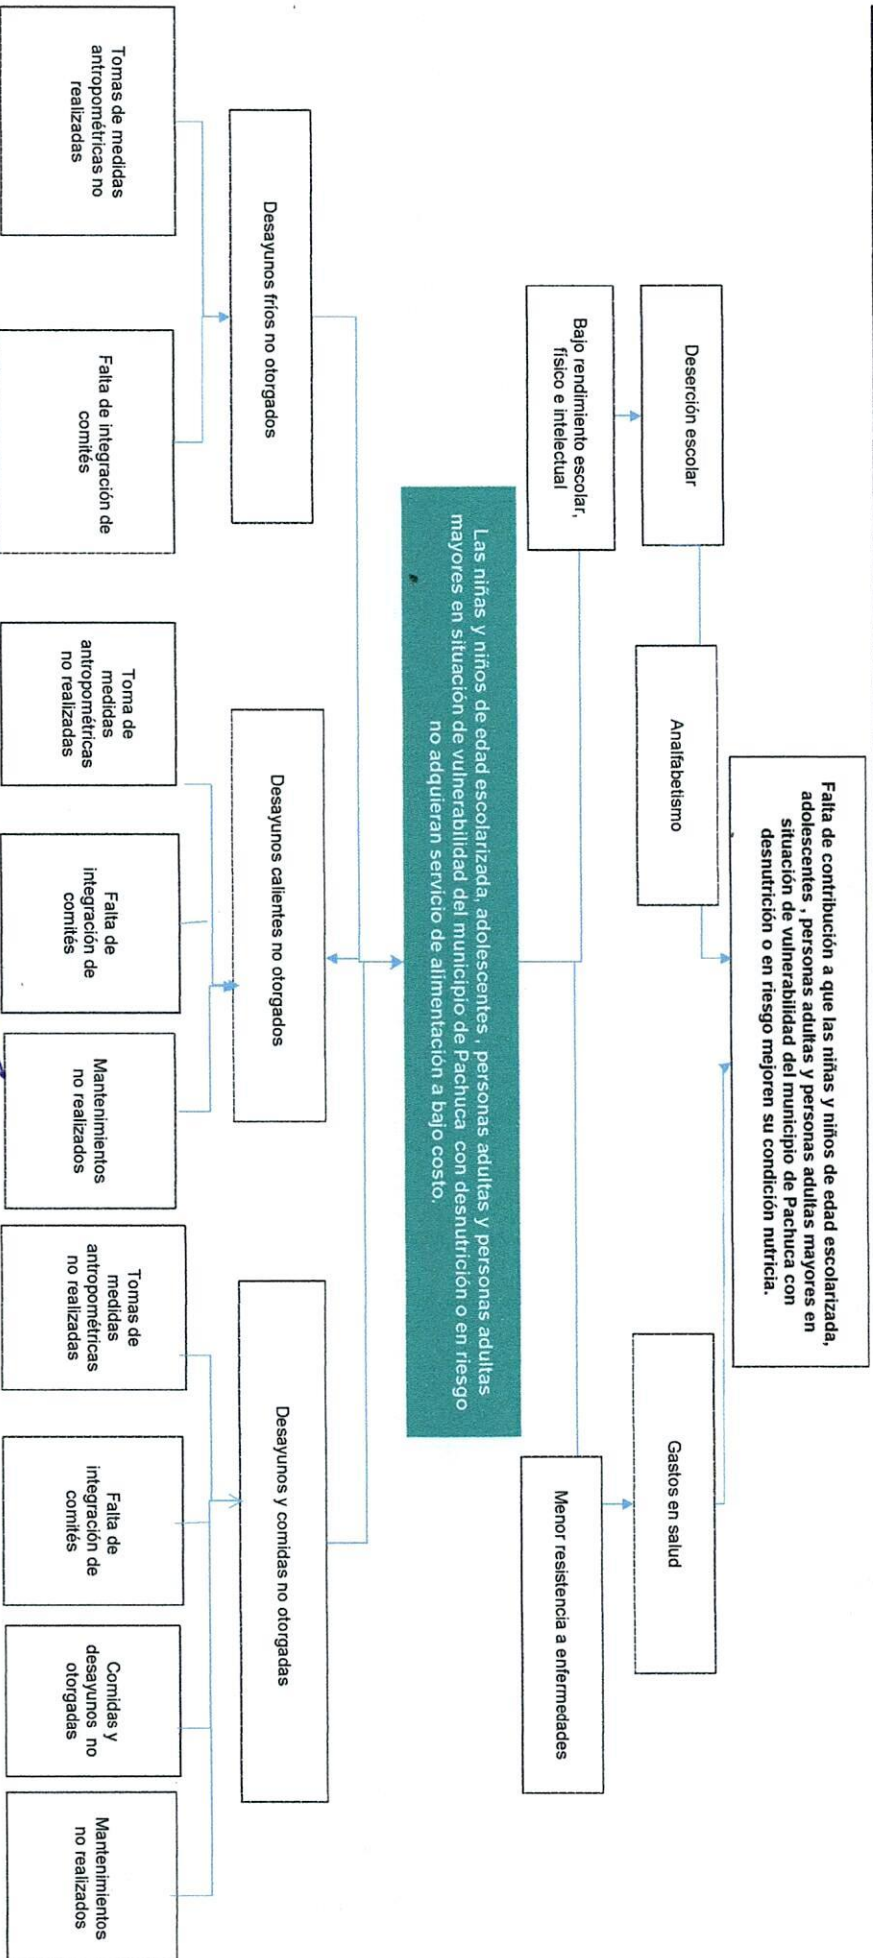 Falta de contribución a que las niñas y niños de edad escolarizada,
adolescentes , personas adultas y personas adultas mayores en
situación de vulnerabilidad del municipio de Pachuca con
desnutrición o en riesgo mejoren su condición nutricia.
Deserción escolar
Analfabetismo
Gastos en salud
Bajo rendimiento escolar,
físico e intelectual
Menor resistencia a enfermedades
Las niñas y niños de edad escolarizada, adolescentes , personas adultas y personas adultas
mayores en situación de vulnerabilidad del municipio de Pachuca con desnutrición o en riesgo
no adquieran servicio de alimentación a bajo costo.
Desayunos fríos no otorgados
Desayunos calientes no otorgados
Desayunos y comidas no otorgadas
Tomas de medidas
antropométricas no
realizadas
Falta de integración de
comités
Toma de
medidas
antropométricas
no realizadas
Falta de
integración de
comités
Mantenimientos
no realizados
Tomas de
medidas
antropométricas
no realizadas
Falta de
integración de
comités
Comidas y
desayunos no
otorgadas
Mantenimientos
no realizados